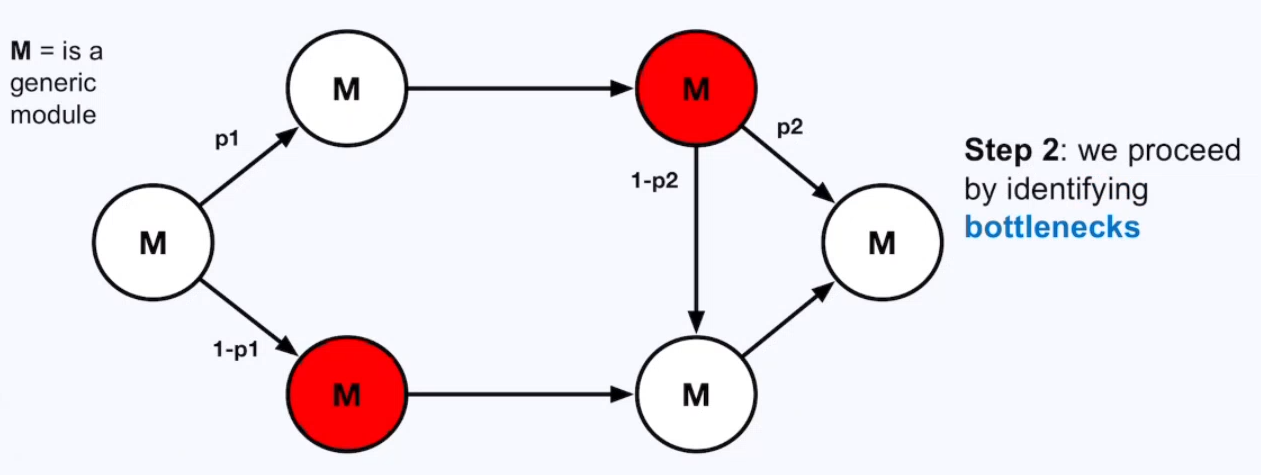 M = is a
generic
module
M
M
p1
p2
Step 2: we proceed
by identifying
bottlenecks
1-p2
M
M
1-p1
M
M